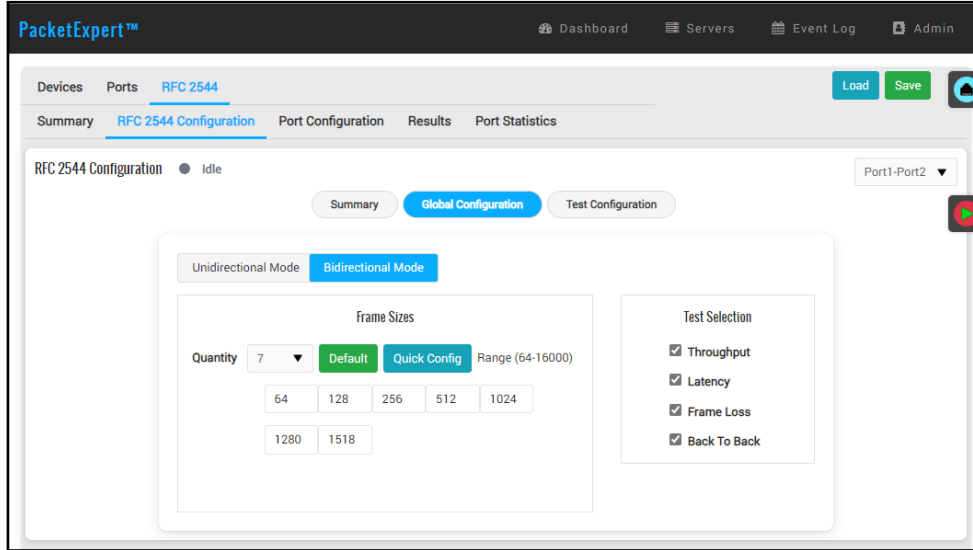 PacketExpert™ Dashboard Servers Event Log Admin
Devices Ports RFC 2544 Load Save
Summary RFC 2544 Configuration Port Configuration Results Port Statistics
RFC 2544 Configuration Idle Port1-Port2
Summary Global Configuration Test Configuration
Unidirectional Mode Bidirectional Mode
Frame Sizes
Quantity 7 Default Quick Config Range (64-16000)
64 128 256 512 1024
1280 1518
Test Selection
Throughput
Latency
Frame Loss
Back To Back